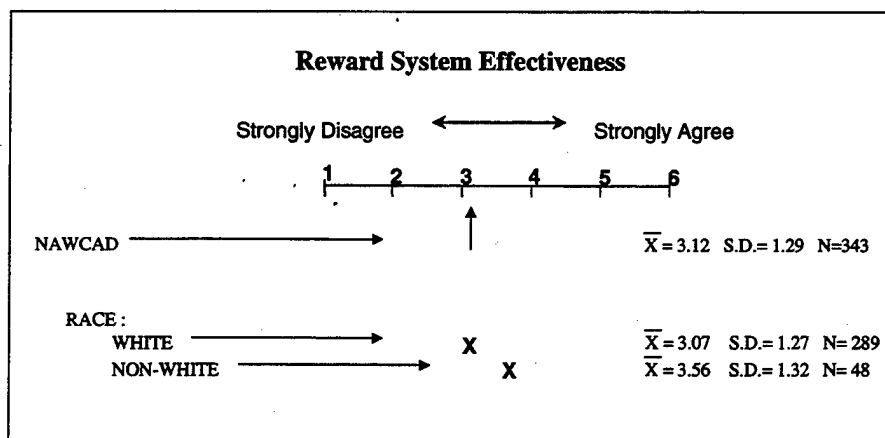 Reward System Effectiveness
Strongly Disagree Strongly Agree
1 2 3 4 5 6
NAWCAD X̄ = 3.12 S.D.= 1.29 N=343
RACE :
WHITE X X̄ = 3.07 S.D.= 1.27 N= 289
NON-WHITE X X̄ = 3.56 S.D.= 1.32 N= 48